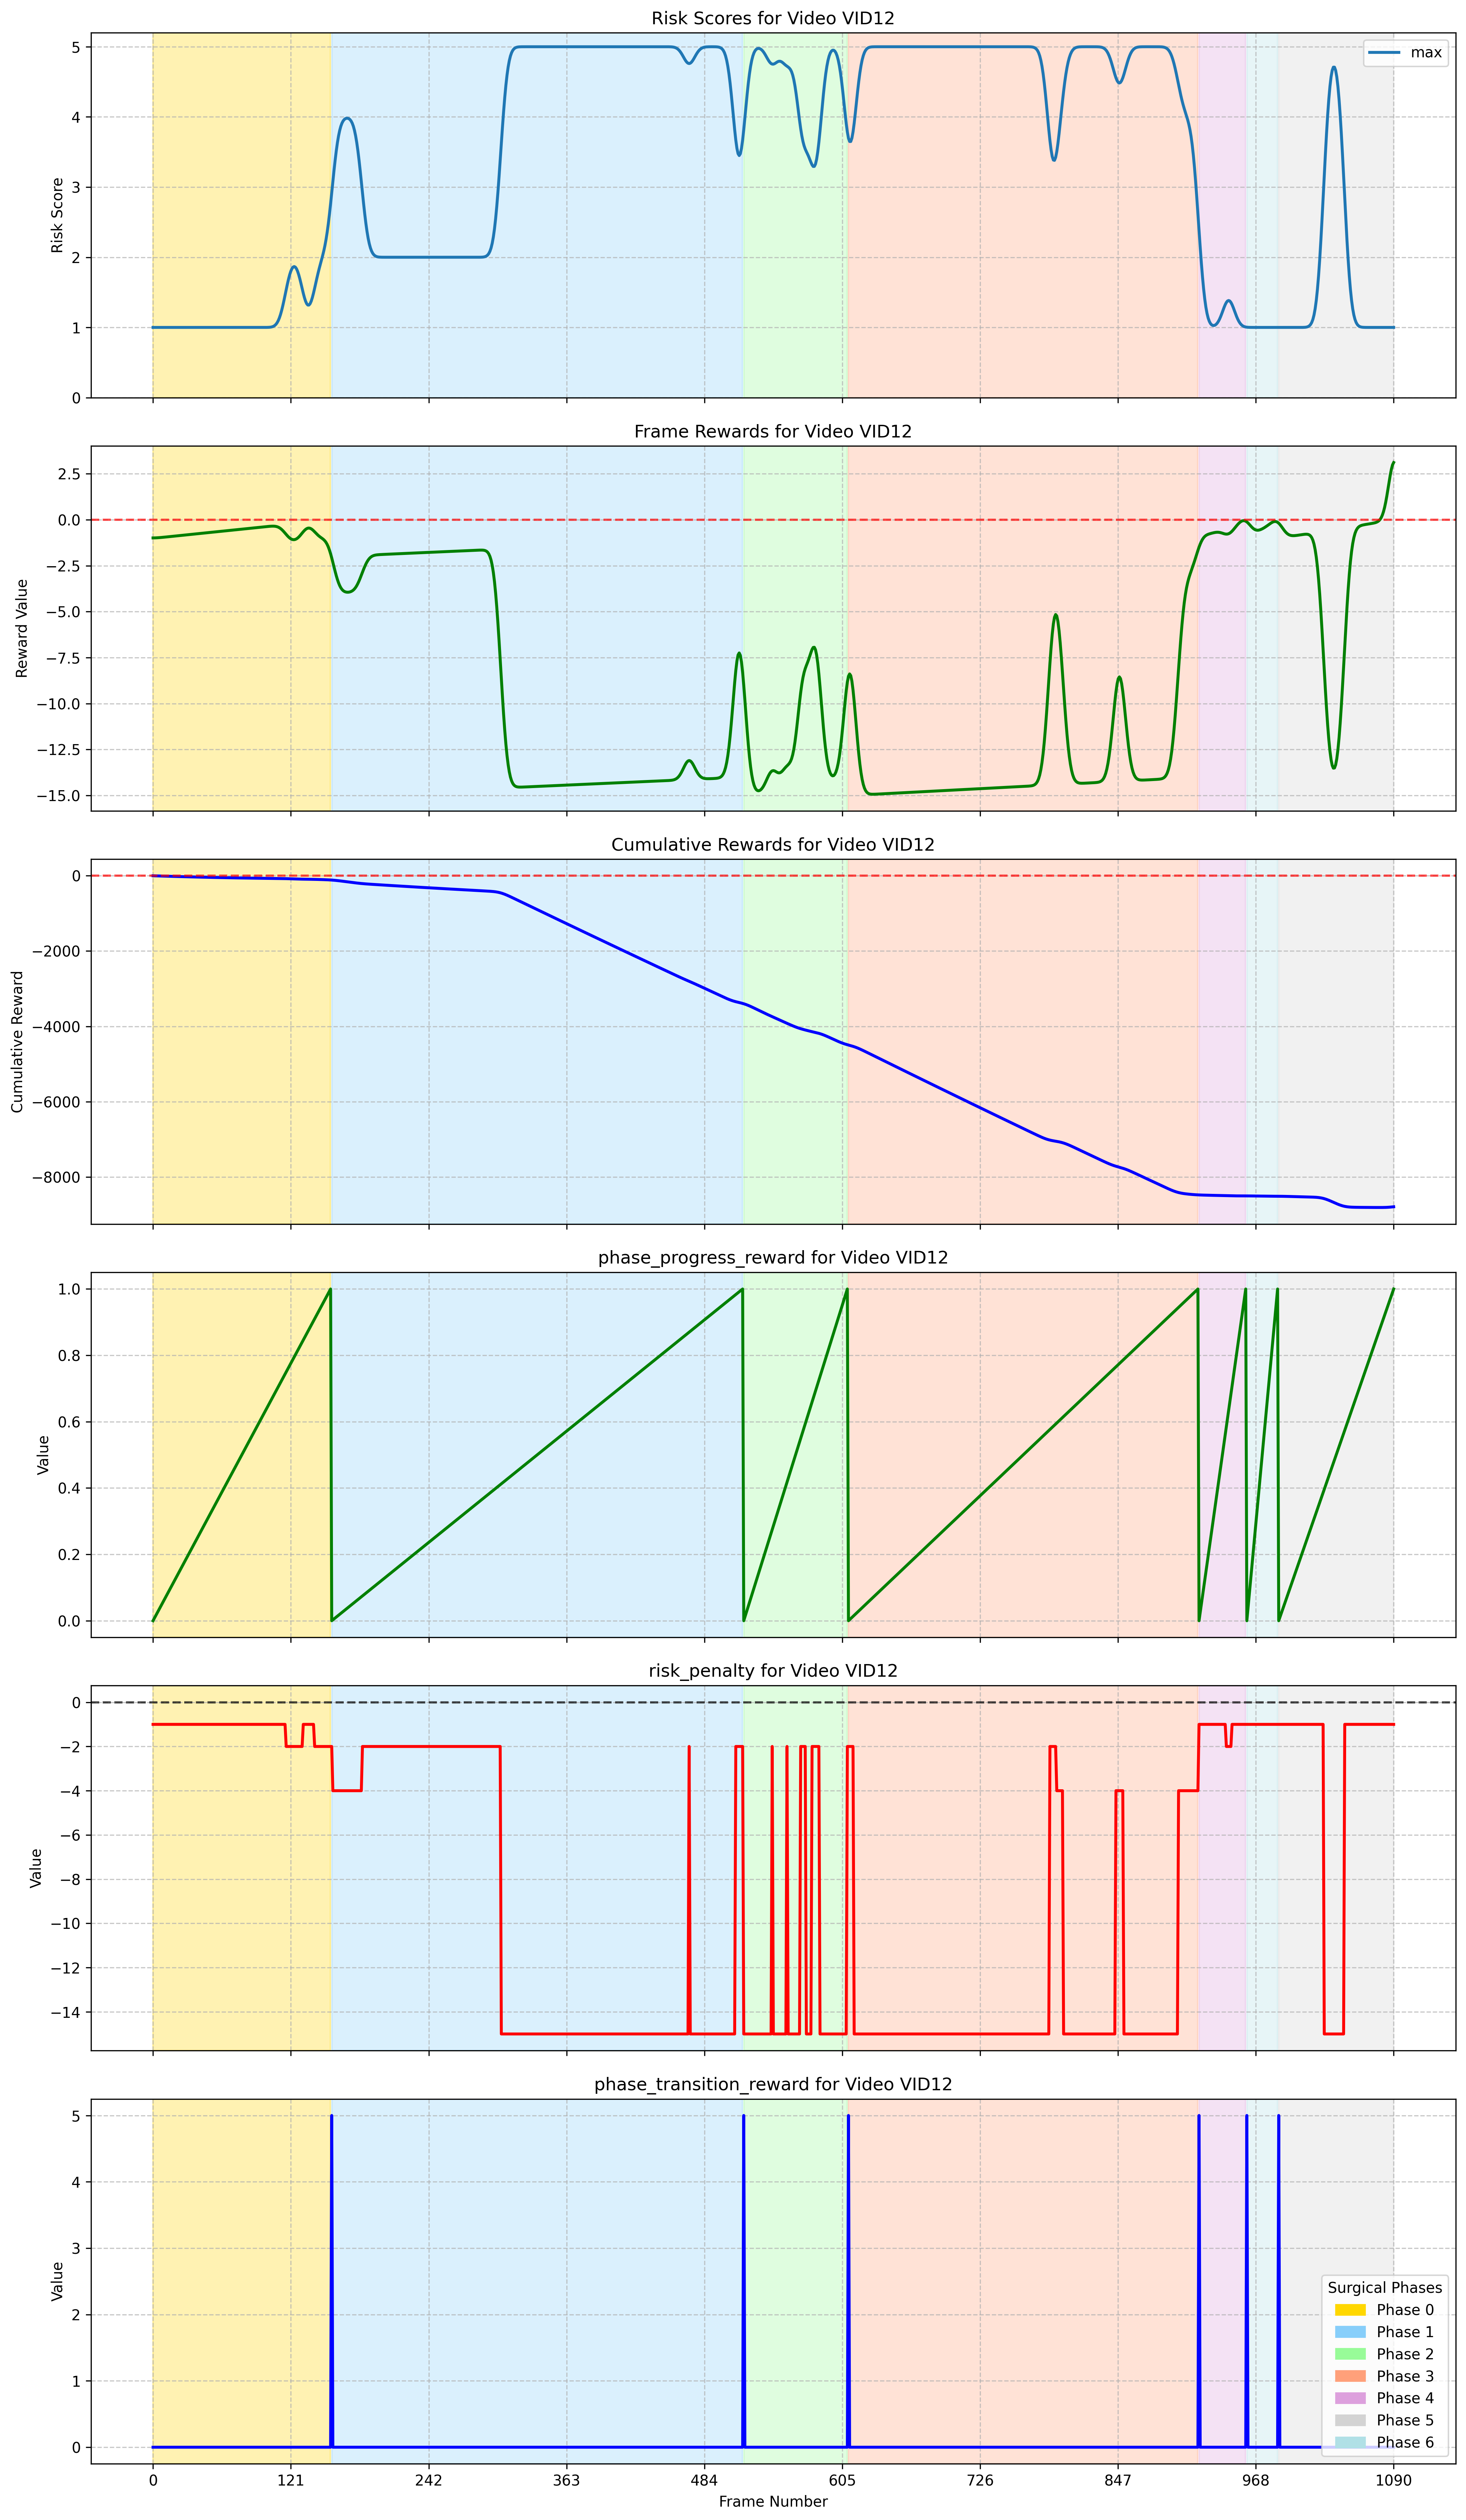 Risk Scores for Video VID12
max
5
4
3
2
1
0
Risk Score
Frame Rewards for Video VID12
2.5
0.0
−2.5
−5.0
−7.5
−10.0
−12.5
−15.0
Reward Value
Cumulative Rewards for Video VID12
0
−2000
−4000
−6000
−8000
Cumulative Reward
phase_progress_reward for Video VID12
1.0
0.8
0.6
0.4
0.2
0.0
Value
risk_penalty for Video VID12
0
−2
−4
−6
−8
−10
−12
−14
Value
phase_transition_reward for Video VID12
5
4
3
2
1
0
Value
Surgical Phases
Phase 0
Phase 1
Phase 2
Phase 3
Phase 4
Phase 5
Phase 6
0 121 242 363 484 605 726 847 968 1090
Frame Number